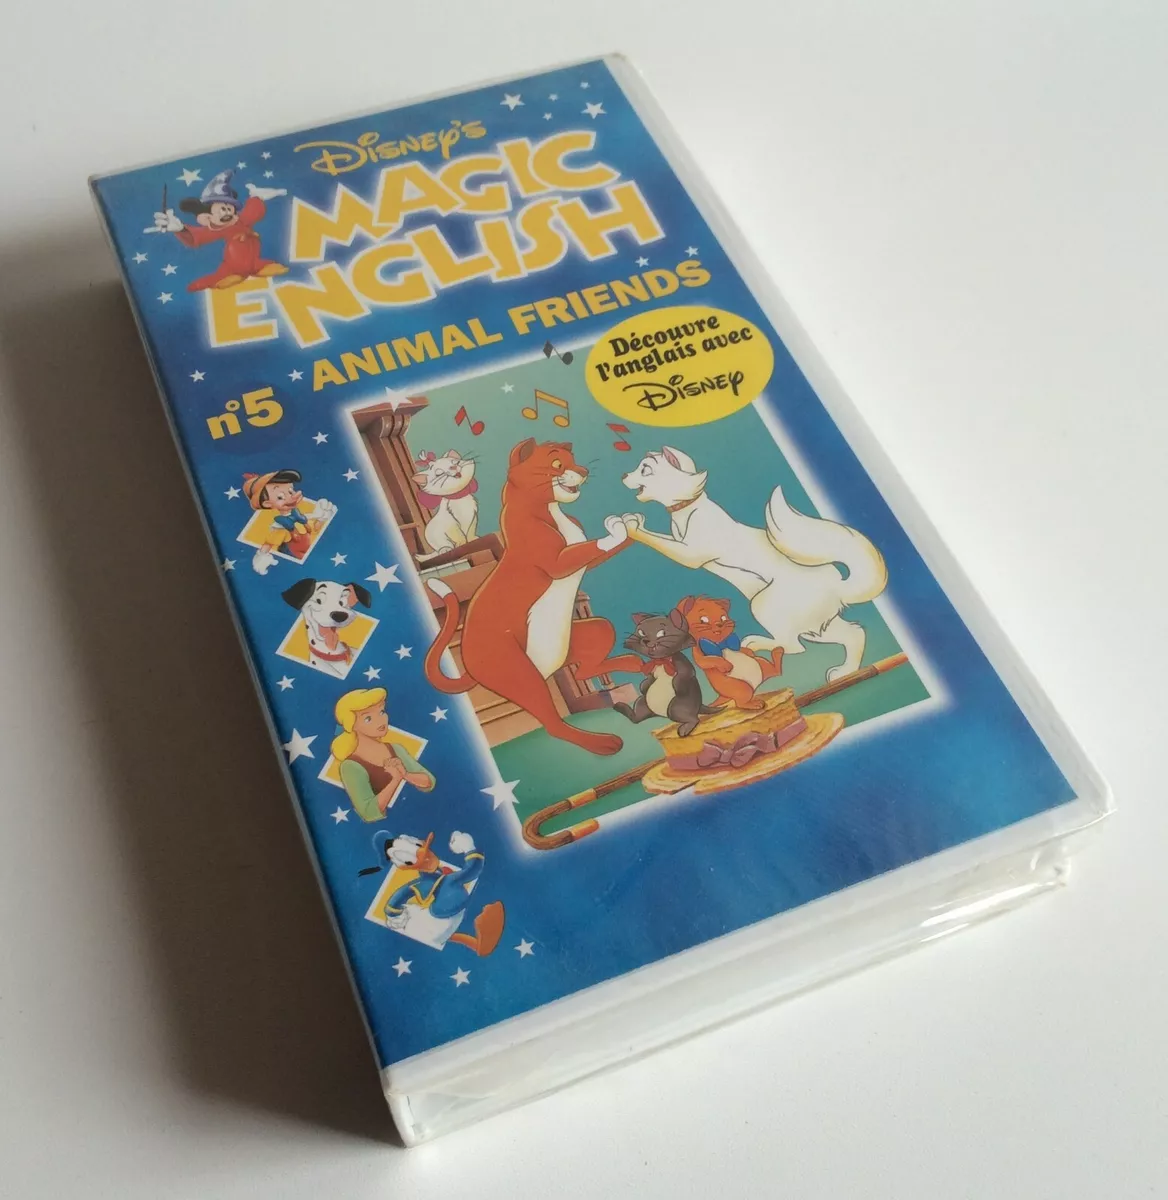 Disney's
MAGIC
ENGLISH
ANIMAL FRIENDS
n°5
Découvre
l'anglais avec
Disney